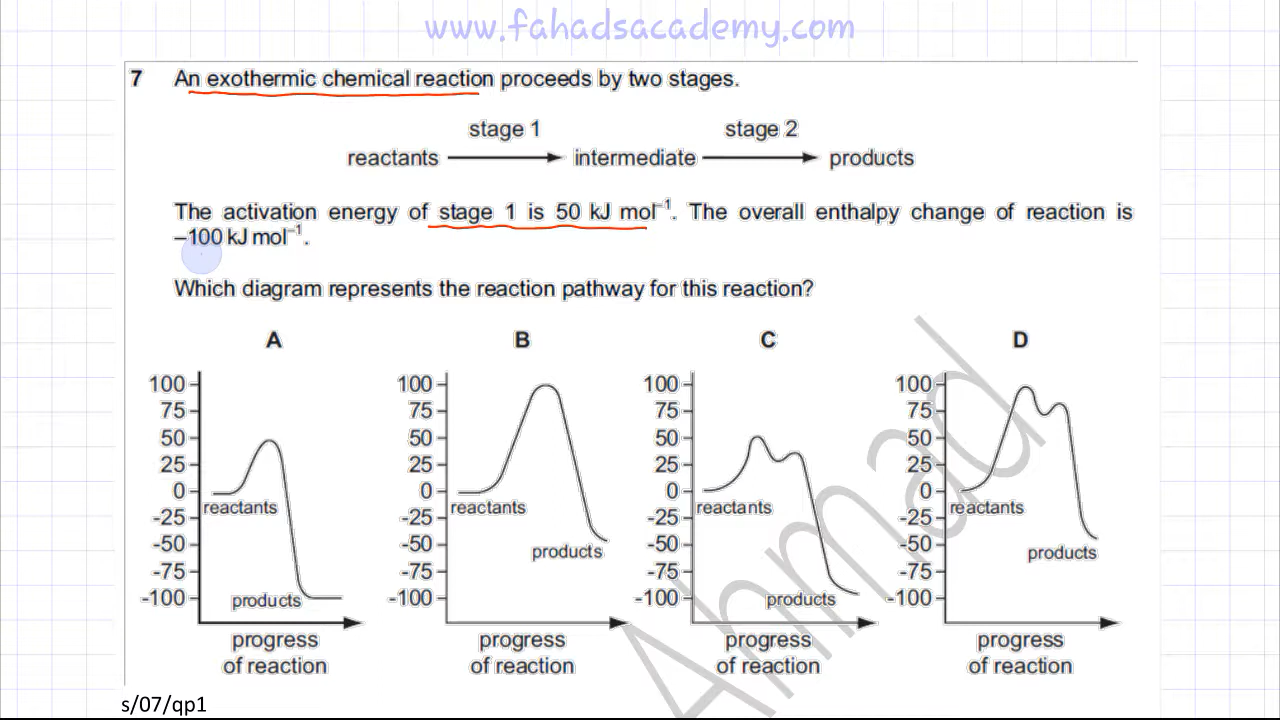 www.fahadsacademy.com
7 An exothermic chemical reaction proceeds by two stages.
stage 1 stage 2
reactants intermediate products
The activation energy of stage 1 is 50 kJ mol⁻¹. The overall enthalpy change of reaction is
–100 kJ mol⁻¹.
Which diagram represents the reaction pathway for this reaction?
A B C D
100 100 100 100
75 75 75 75
50 50 50 50
25 25 25 25
0 0 0 0
reactants reactants reactants reactants
-25 -25 -25 -25
-50 -50 -50 -50
products products
-75 -75 -75 -75
-100 -100 -100 -100
products products
progress progress progress progress
of reaction of reaction of reaction of reaction
Ahmad
s/07/qp1